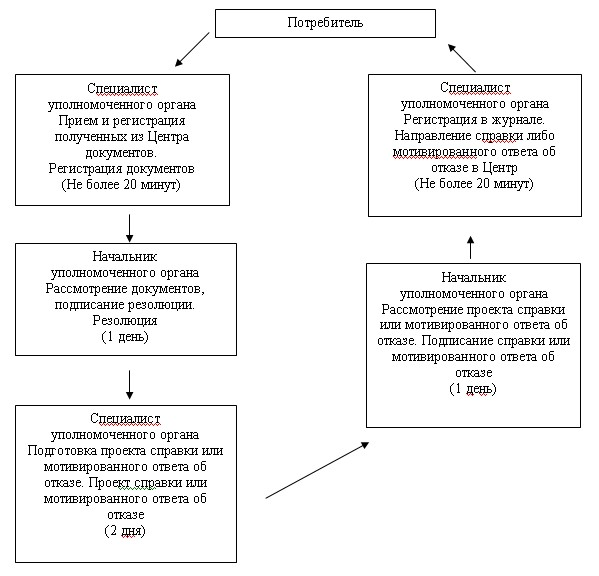 Потребитель
Специалист
уполномоченного органа
Прием и регистрация
полученных из Центра
документов.
Регистрация документов
(Не более 20 минут)
Начальник
уполномоченного органа
Рассмотрение документов,
подписание резолюции.
Резолюция
(1 день)
Специалист
уполномоченного органа
Подготовка проекта справки или
мотивированного ответа об
отказе. Проект справки или
мотивированного ответа об
отказе
(2 дня)
Начальник
уполномоченного органа
Рассмотрение проекта справки
или мотивированного ответа об
отказе. Подписание справки или
мотивированного ответа об
отказе
(1 день)
Специалист
уполномоченного органа
Регистрация в журнале.
Направление справки либо
мотивированного ответа об
отказе в Центр
(Не более 20 минут)